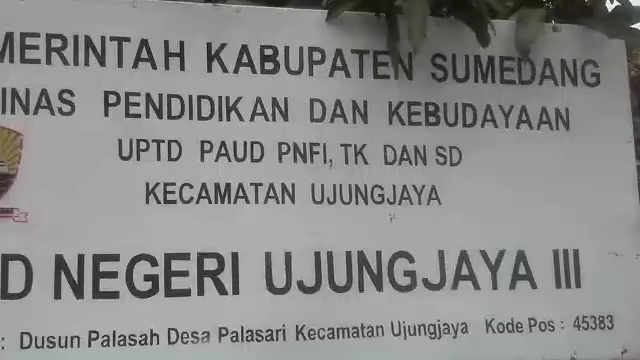 MERINTAH KABUPATEN SUMEDANG
INAS PENDIDIKAN DAN KEBUDAYAAN
UPTD PAUD PNFI, TK DAN SD
KECAMATAN UJUNGJAYA
D NEGERI UJUNGJAYA III
: Dusun Palasah Desa Palasari Kecamatan Ujungjaya Kode Pos : 45383